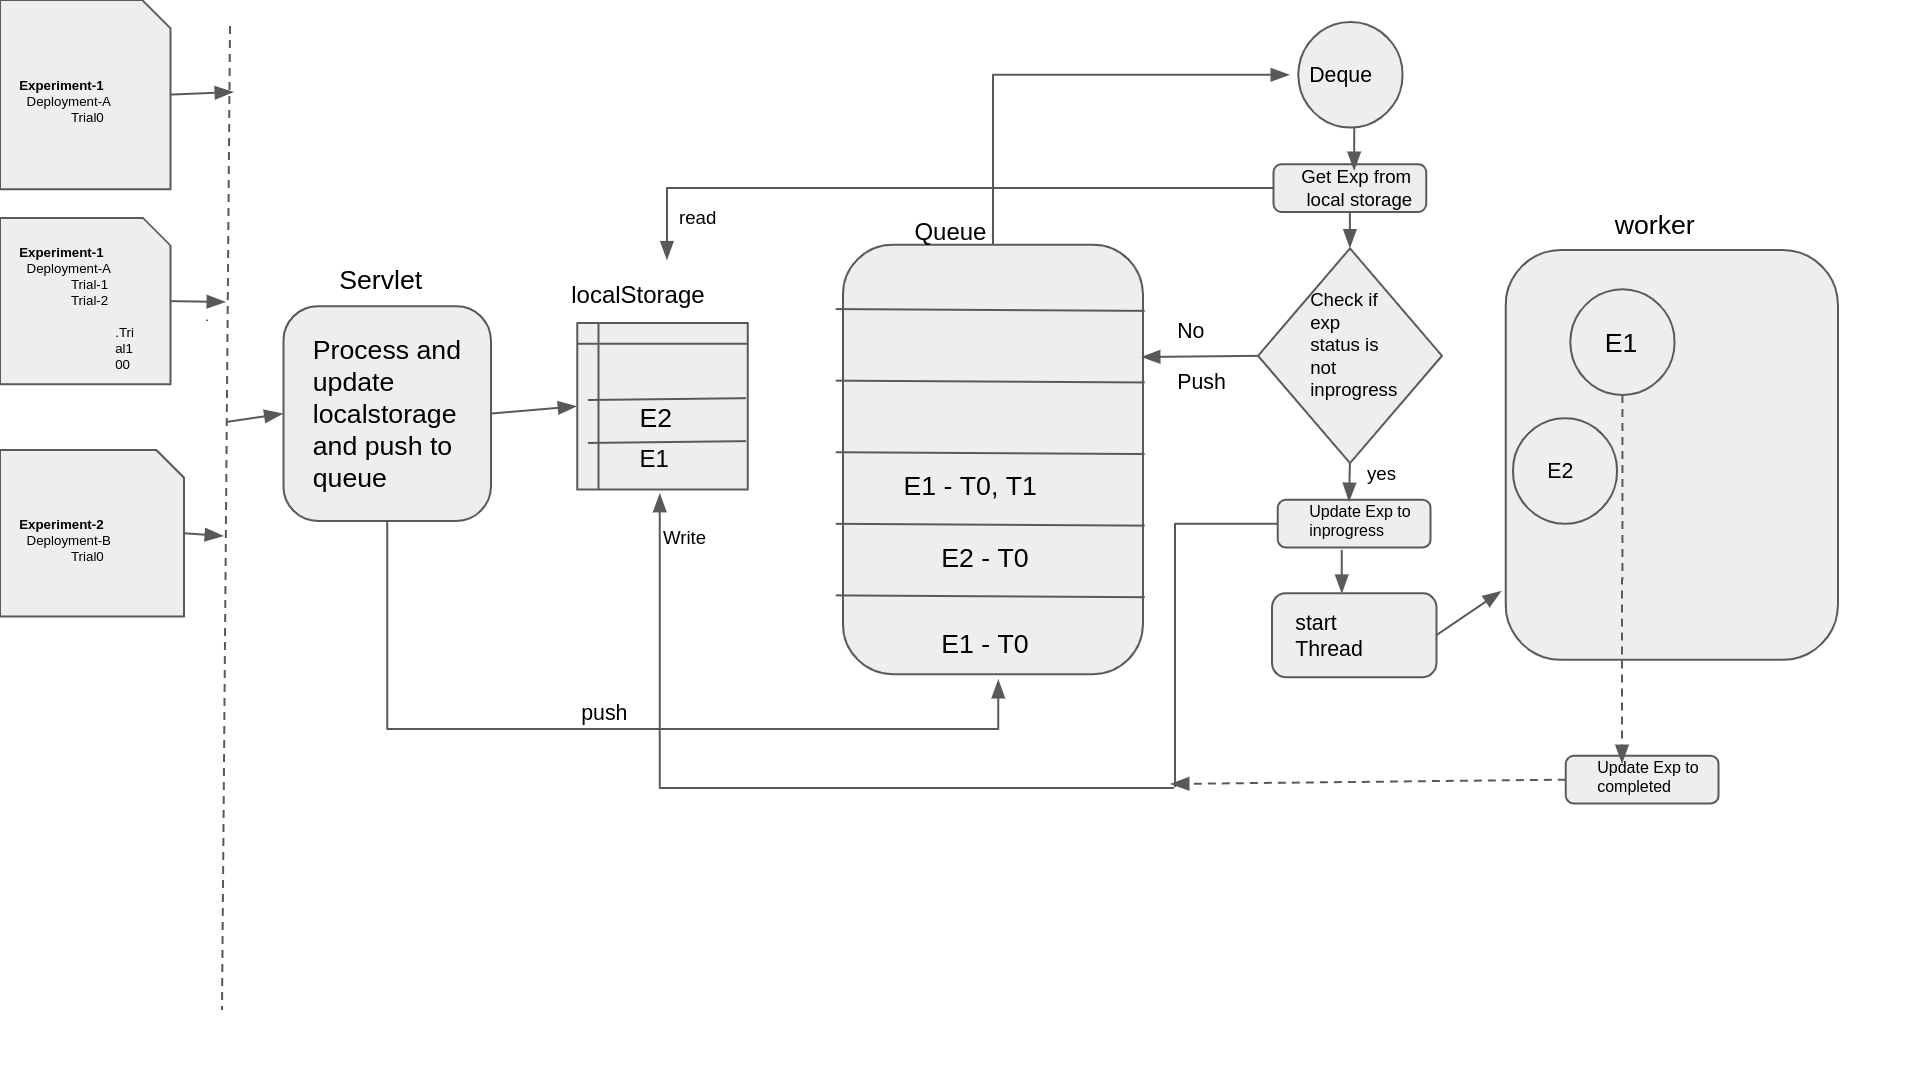 Experiment-1
Deployment-A
Trial0
Experiment-1
Deployment-A
Trial-1
Trial-2
.
.Tri
al1
00
Experiment-2
Deployment-B
Trial0
Servlet
Process and
update
localstorage
and push to
queue
push
read
localStorage
E2
E1
Write
Queue
E1 - T0, T1
E2 - T0
E1 - T0
Deque
Get Exp from
local storage
Check if
exp
status is
not
inprogress
No
Push
yes
Update Exp to
inprogress
start
Thread
worker
E1
E2
Update Exp to
completed